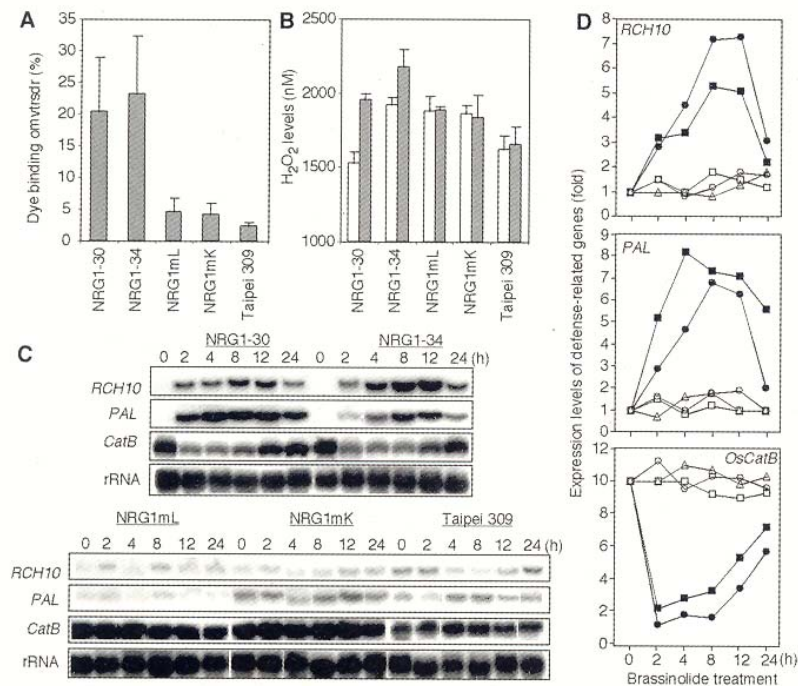 A
Dye binding omvtrsdr (%)
35
30
25
20
15
10
5
0
NRG1-30
NRG1-34
NRG1mL
NRG1mK
Taipei 309
B
H2O2 levels (nM)
2500
2000
1500
1000
NRG1-30
NRG1-34
NRG1mL
NRG1mK
Taipei 309
C
NRG1-30 NRG1-34
0 2 4 8 12 24 0 2 4 8 12 24 (h)
RCH10
PAL
CatB
rRNA
NRG1mL NRG1mK Taipei 309
0 2 4 8 12 24 0 2 4 8 12 24 0 2 4 8 12 24 (h)
RCH10
PAL
CatB
rRNA
D
Expression levels of defense-related genes (fold)
RCH10
8
7
6
5
4
3
2
1
0
PAL
9
8
7
6
5
4
3
2
1
0
OsCatB
12
10
8
6
4
2
0
0 2 4 8 12 24 (h)
Brassinolide treatment